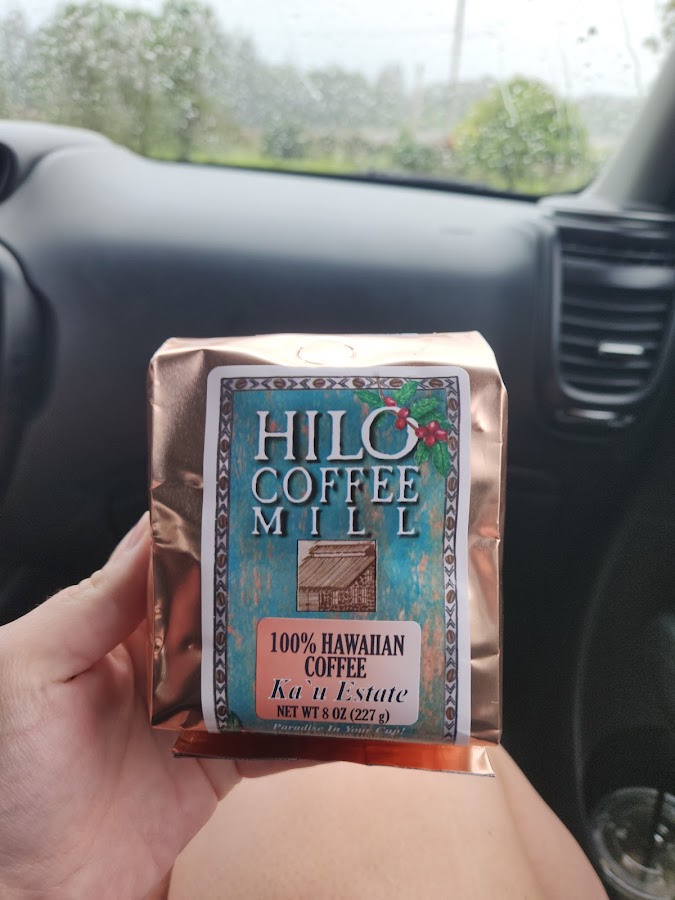 HILO
COFFEE
MILL
100% HAWAIIAN
COFFEE
Ka`u Estate
NET WT 8 OZ (227 g)
Paradise In Your Cup!